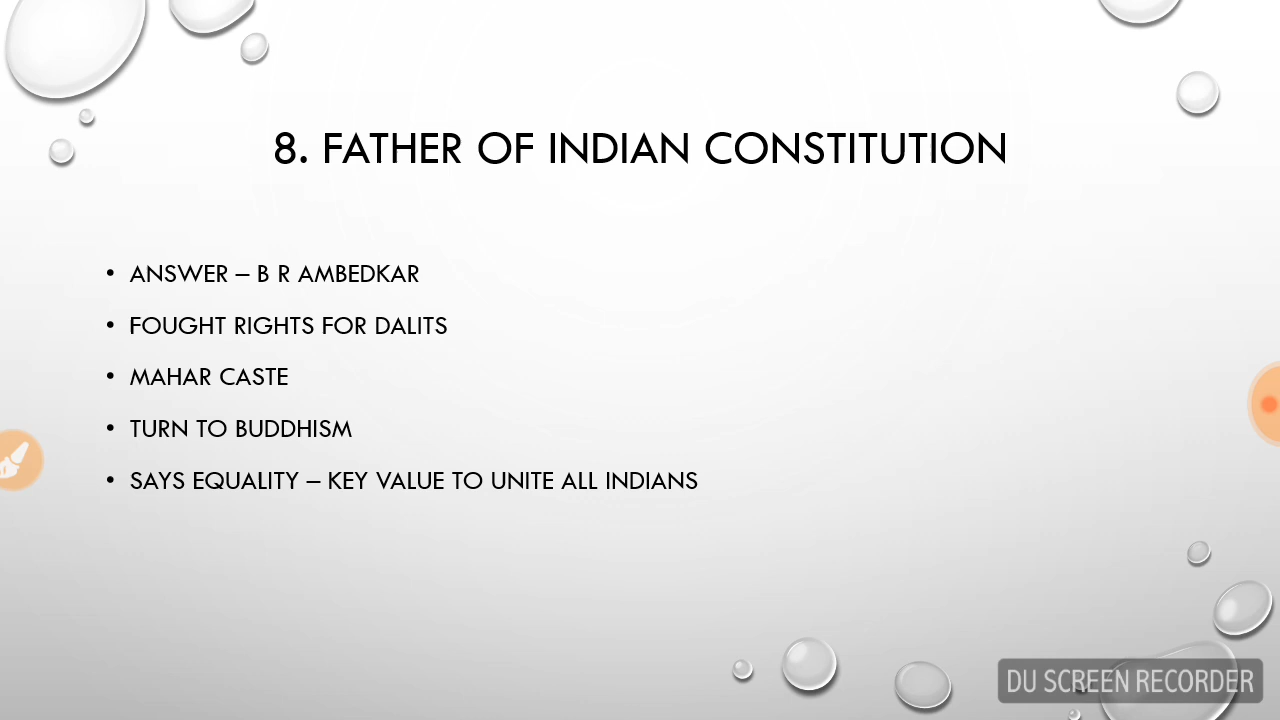 8. FATHER OF INDIAN CONSTITUTION
• ANSWER – B R AMBEDKAR
• FOUGHT RIGHTS FOR DALITS
• MAHAR CASTE
• TURN TO BUDDHISM
• SAYS EQUALITY – KEY VALUE TO UNITE ALL INDIANS
DU SCREEN RECORDER